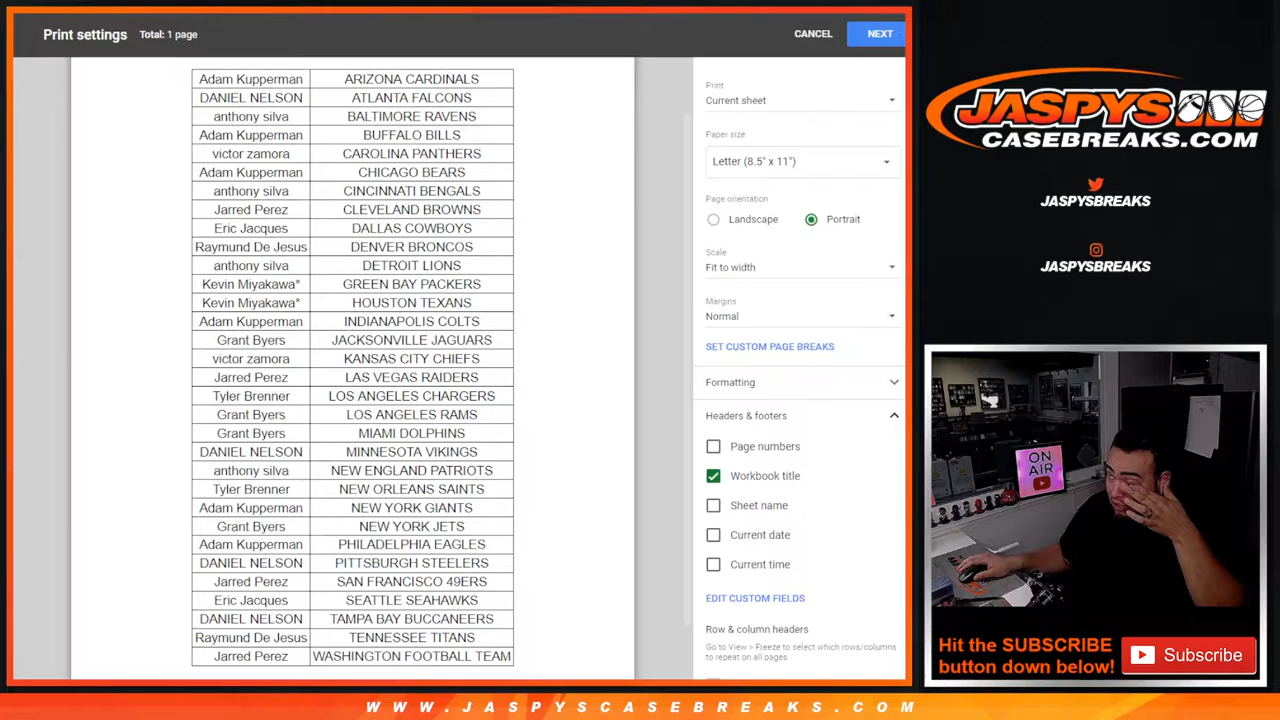 Print settings Total: 1 page CANCEL NEXT
Adam Kupperman ARIZONA CARDINALS
DANIEL NELSON ATLANTA FALCONS
anthony silva BALTIMORE RAVENS
Adam Kupperman BUFFALO BILLS
victor zamora CAROLINA PANTHERS
Adam Kupperman CHICAGO BEARS
anthony silva CINCINNATI BENGALS
Jarred Perez CLEVELAND BROWNS
Eric Jacques DALLAS COWBOYS
Raymund De Jesus DENVER BRONCOS
anthony silva DETROIT LIONS
Kevin Miyakawa* GREEN BAY PACKERS
Kevin Miyakawa* HOUSTON TEXANS
Adam Kupperman INDIANAPOLIS COLTS
Grant Byers JACKSONVILLE JAGUARS
victor zamora KANSAS CITY CHIEFS
Jarred Perez LAS VEGAS RAIDERS
Tyler Brenner LOS ANGELES CHARGERS
Grant Byers LOS ANGELES RAMS
Grant Byers MIAMI DOLPHINS
DANIEL NELSON MINNESOTA VIKINGS
anthony silva NEW ENGLAND PATRIOTS
Tyler Brenner NEW ORLEANS SAINTS
Adam Kupperman NEW YORK GIANTS
Grant Byers NEW YORK JETS
Adam Kupperman PHILADELPHIA EAGLES
DANIEL NELSON PITTSBURGH STEELERS
Jarred Perez SAN FRANCISCO 49ERS
Eric Jacques SEATTLE SEAHAWKS
DANIEL NELSON TAMPA BAY BUCCANEERS
Raymund De Jesus TENNESSEE TITANS
Jarred Perez WASHINGTON FOOTBALL TEAM
Print
Current sheet
Paper size
Letter (8.5" x 11")
Page orientation
Landscape Portrait
Scale
Fit to width
Margins
Normal
SET CUSTOM PAGE BREAKS
Formatting
Headers & footers
Page numbers
Workbook title
Sheet name
Current date
Current time
EDIT CUSTOM FIELDS
Row & column headers
Go to View > Freeze to select which rows/columns
to repeat on all pages
JASPYS
CASEBREAKS.COM
JASPYSBREAKS
JASPYSBREAKS
ON
AIR
Hit the SUBSCRIBE
button down below!
Subscribe
WWW.JASPYSCASEBREAKS.COM